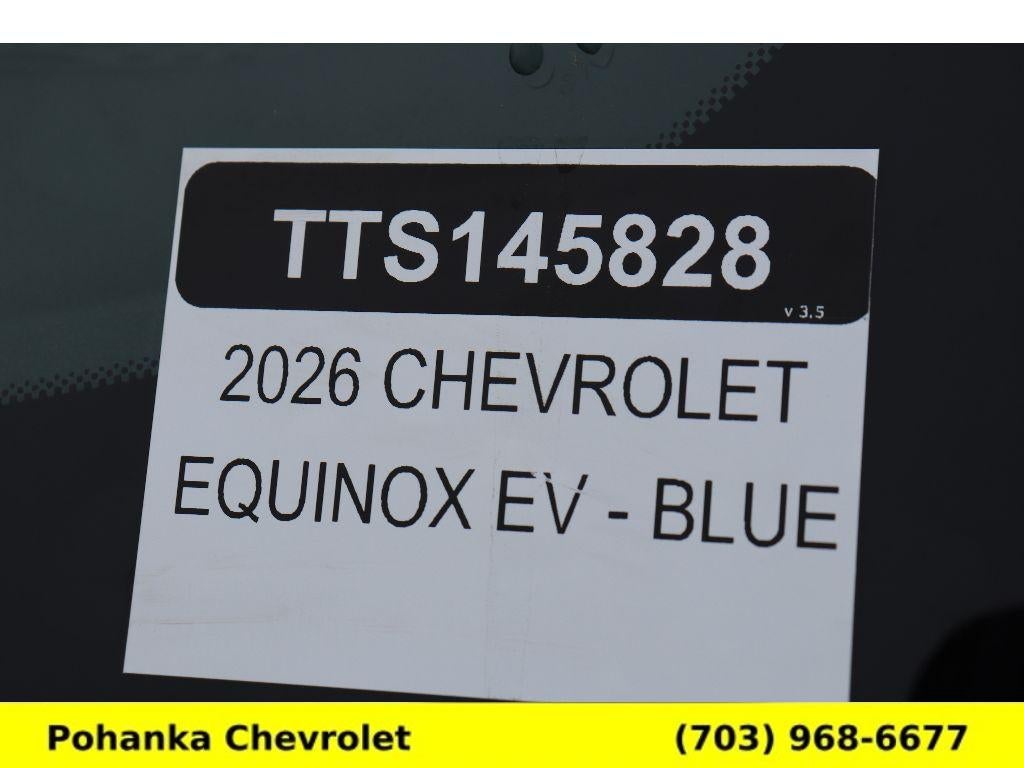 TTS145828
v 3.5
2026 CHEVROLET
EQUINOX EV - BLUE
Pohanka Chevrolet (703) 968-6677